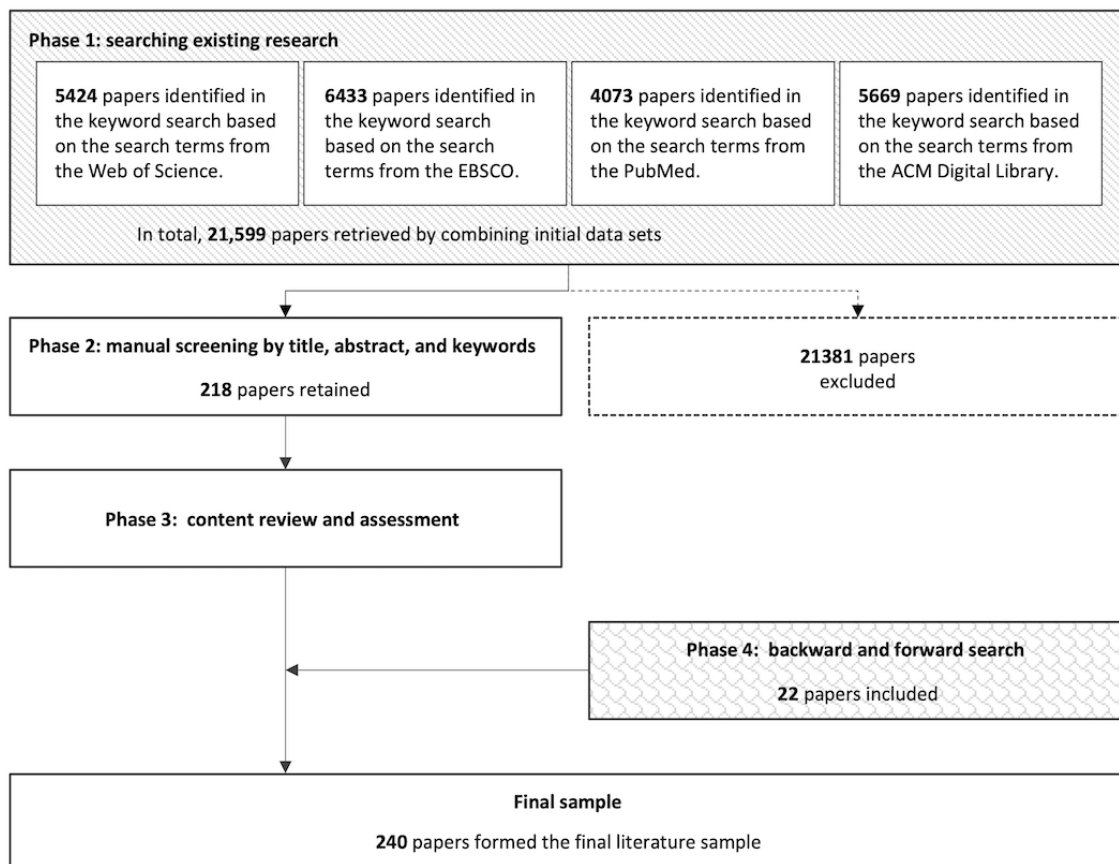 Phase 1: searching existing research
5424 papers identified in
the keyword search based
on the search terms from
the Web of Science.
6433 papers identified in
the keyword search
based on the search
terms from the EBSCO.
4073 papers identified in
the keyword search based
on the search terms from
the PubMed.
5669 papers identified in
the keyword search based
on the search terms from
the ACM Digital Library.
In total, 21,599 papers retrieved by combining initial data sets
Phase 2: manual screening by title, abstract, and keywords
218 papers retained
21381 papers
excluded
Phase 3: content review and assessment
Phase 4: backward and forward search
22 papers included
Final sample
240 papers formed the final literature sample